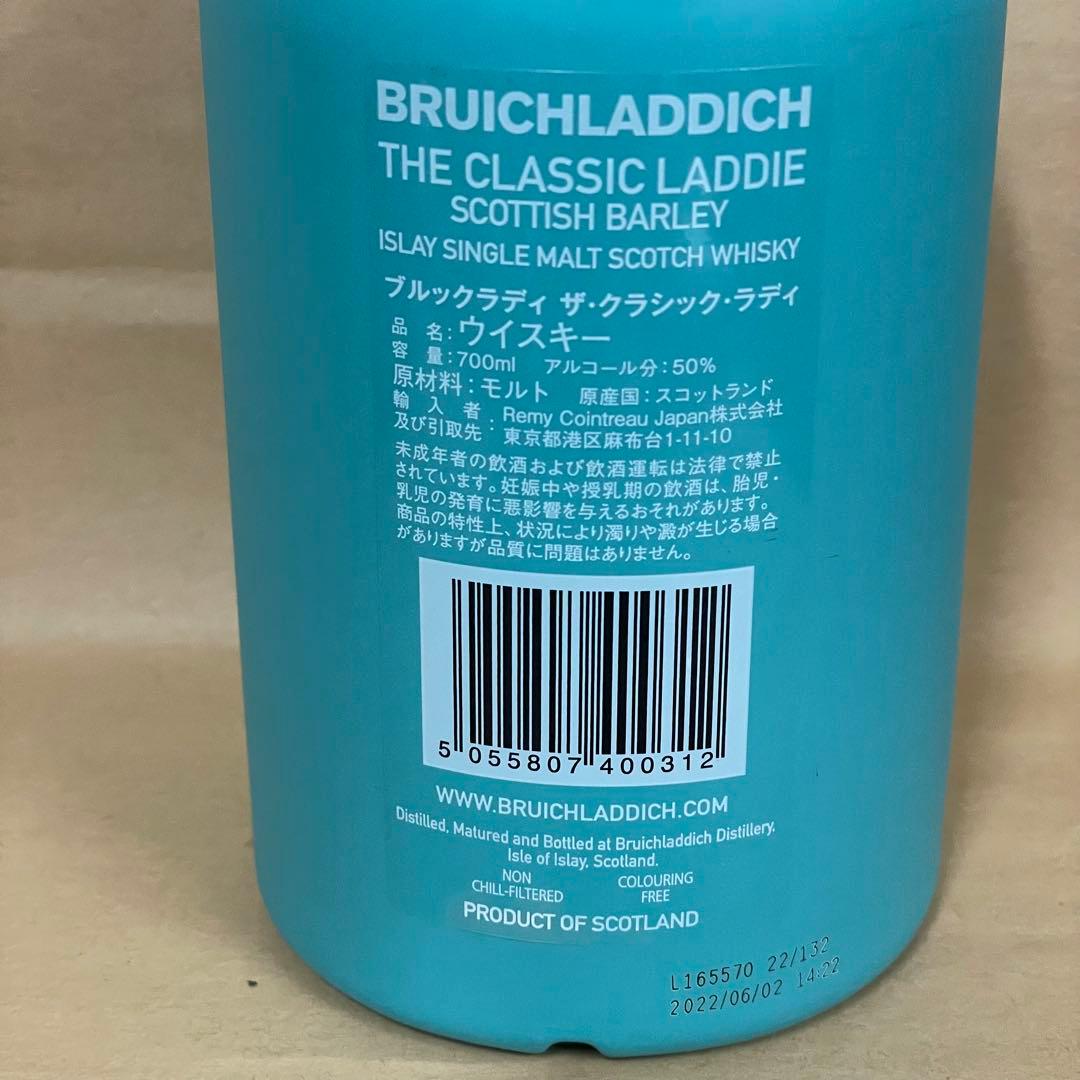 BRUICHLADDICH
THE CLASSIC LADDIE
SCOTTISH BARLEY
ISLAY SINGLE MALT SCOTCH WHISKY
ブルックラディ ザ・クラシック・ラディ
品 名：ウイスキー
容 量：700ml アルコール分：50%
原材料：モルト 原産国：スコットランド
輸 入 者 及び引取先：Remy Cointreau Japan株式会社
東京都港区麻布台1-11-10
未成年者の飲酒および飲酒運転は法律で禁止
されています。妊娠中や授乳期の飲酒は、胎児・
乳児の発育に悪影響を与えるおそれがあります。
商品の特性上、状況により濁りや澱が生じる場合
がありますが品質に問題はありません。
5 055807 400312
WWW.BRUICHLADDICH.COM
Distilled, Matured and Bottled at Bruichladdich Distillery,
Isle of Islay, Scotland.
NON CHILL-FILTERED
COLOURING FREE
PRODUCT OF SCOTLAND
L165570 22/132
2022/06/02 14:22